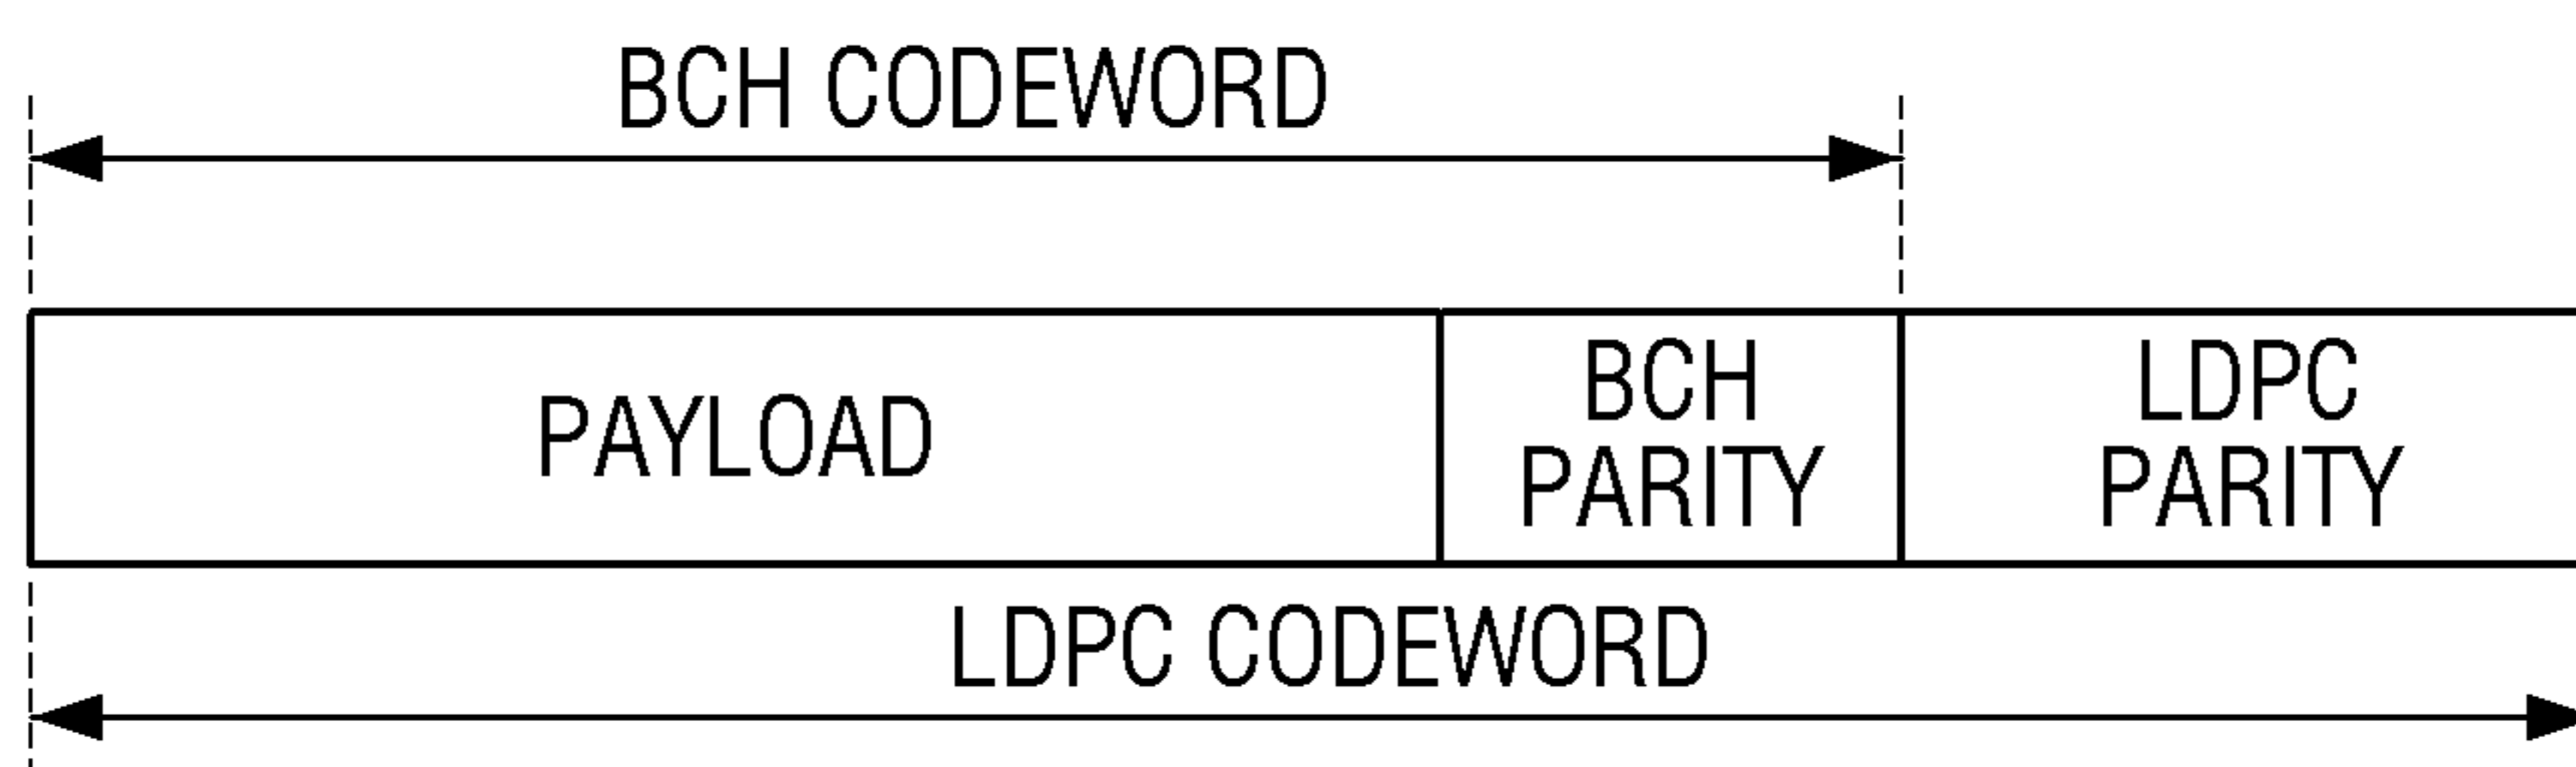 BCH CODEWORD
PAYLOAD
BCH
PARITY
LDPC
PARITY
LDPC CODEWORD